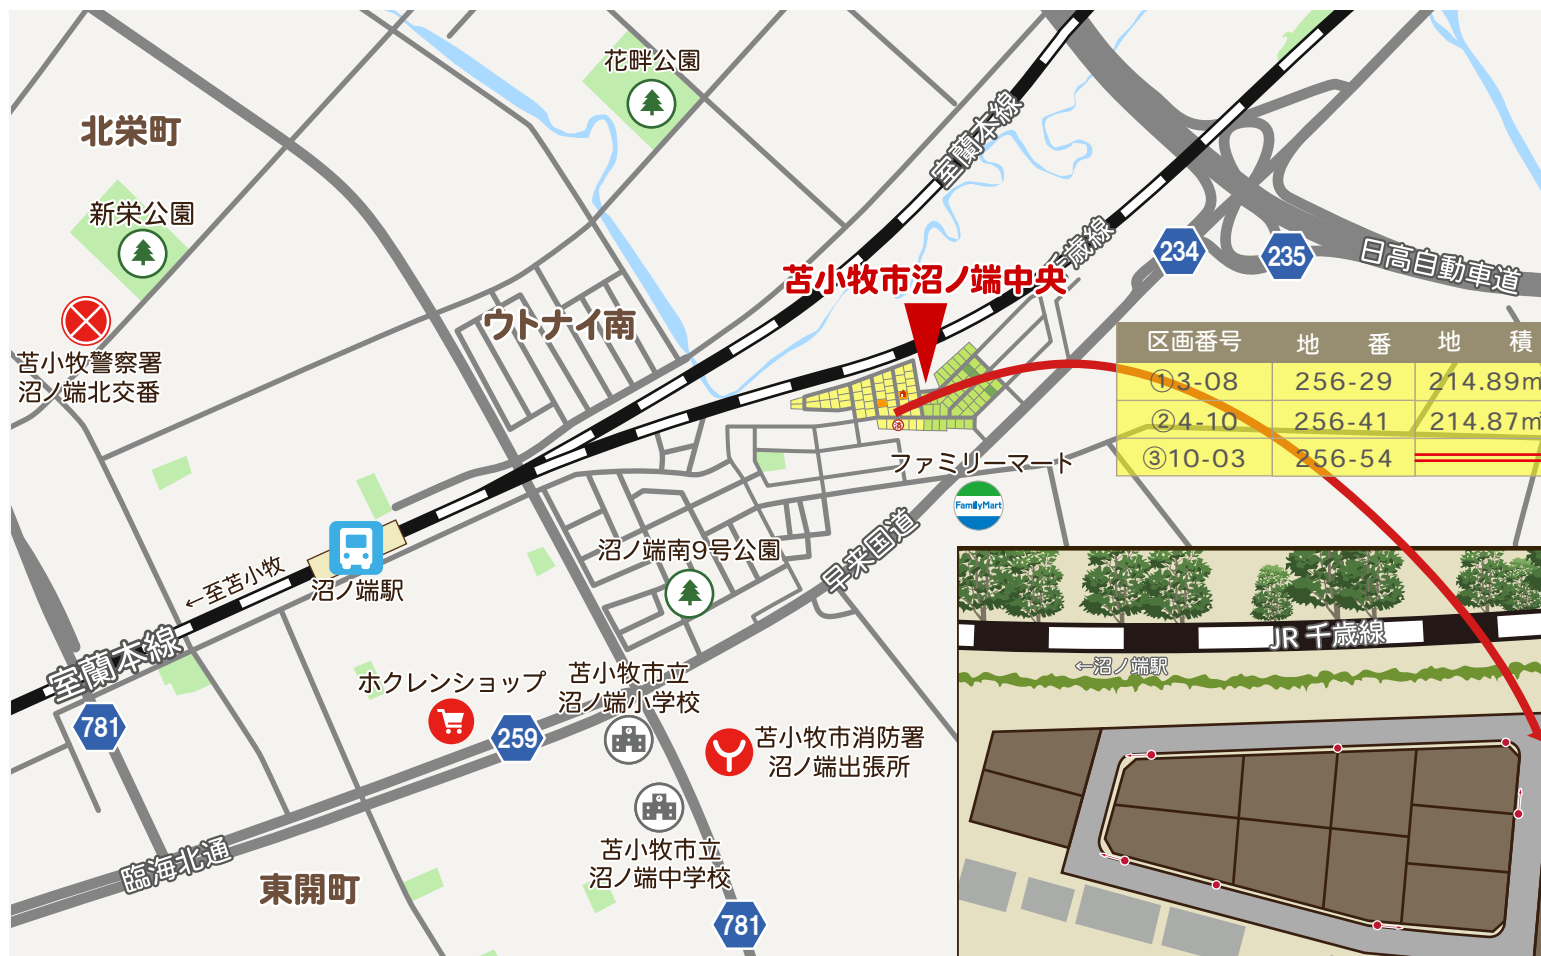 花畔公園
北栄町
新栄公園
室蘭本線
千歳線
234
235
日高自動車道
苫小牧市沼ノ端中央
苫小牧警察署
沼ノ端北交番
ウトナイ南
区画番号 地 番 地 積
①3-08 256-29 214.89㎡
②4-10 256-41 214.87㎡
③10-03 256-54
ファミリーマート
FamilyMart
早来国道
沼ノ端南9号公園
←至苫小牧
沼ノ端駅
室蘭本線
781
ホクレンショップ
259
苫小牧市立
沼ノ端小学校
苫小牧市消防署
沼ノ端出張所
苫小牧市立
沼ノ端中学校
781
臨海北通
東開町
JR 千歳線
←沼ノ端駅